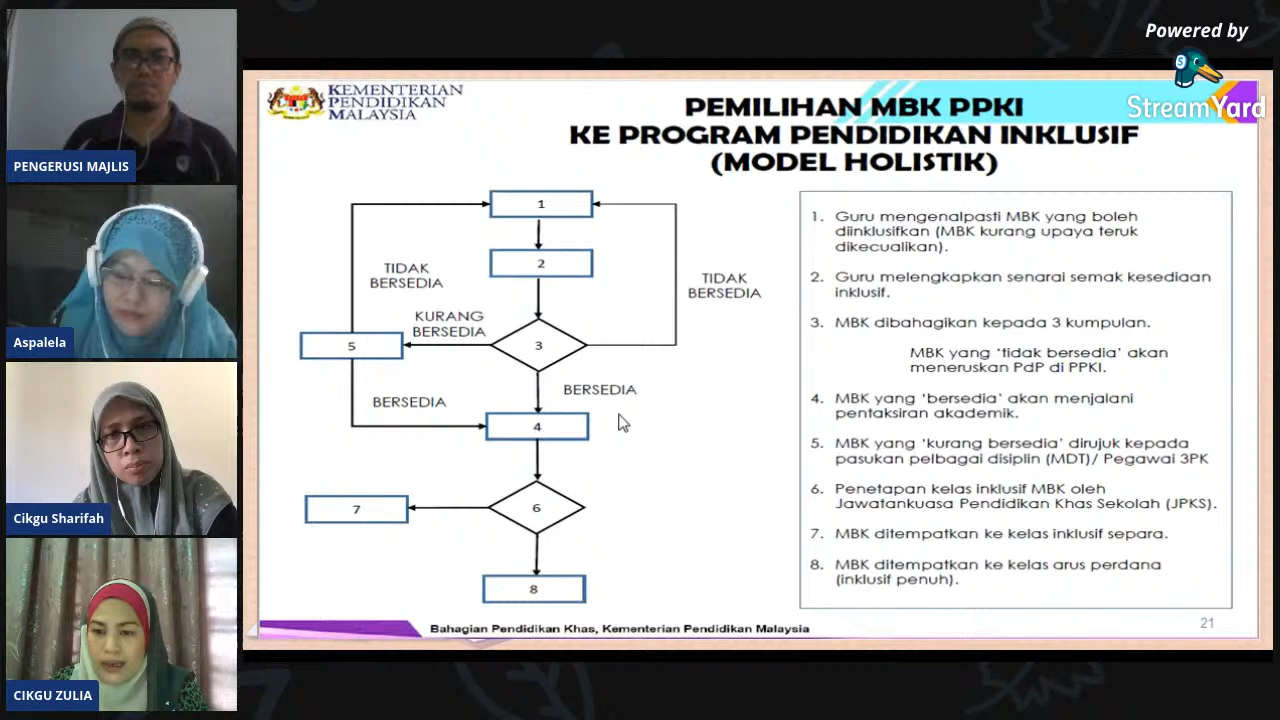 Powered by
StreamYard
PENGERUSI MAJLIS
Aspalela
Cikgu Sharifah
CIKGU ZULIA
KEMENTERIAN
PENDIDIKAN
MALAYSIA
PEMILIHAN MBK PPKI
KE PROGRAM PENDIDIKAN INKLUSIF
(MODEL HOLISTIK)
1
2
TIDAK
BERSEDIA
TIDAK
BERSEDIA
KURANG
BERSEDIA
5
3
BERSEDIA
BERSEDIA
4
7
6
8
1. Guru mengenalpasti MBK yang boleh
diinklusifkan (MBK kurang upaya teruk
dikecualikan).
2. Guru melengkapkan senarai semak kesediaan
inklusif.
3. MBK dibahagikan kepada 3 kumpulan.
MBK yang 'tidak bersedia' akan
meneruskan PdP di PPKI.
4. MBK yang 'bersedia' akan menjalani
pentaksiran akademik.
5. MBK yang 'kurang bersedia' dirujuk kepada
pasukan pelbagai disiplin (MDT)/ Pegawai 3PK
6. Penetapan kelas inklusif MBK oleh
Jawatankuasa Pendidikan Khas Sekolah (JPKS).
7. MBK ditempatkan ke kelas inklusif separa.
8. MBK ditempatkan ke kelas arus perdana
(inklusif penuh).
Bahagian Pendidikan Khas, Kementerian Pendidikan Malaysia
21